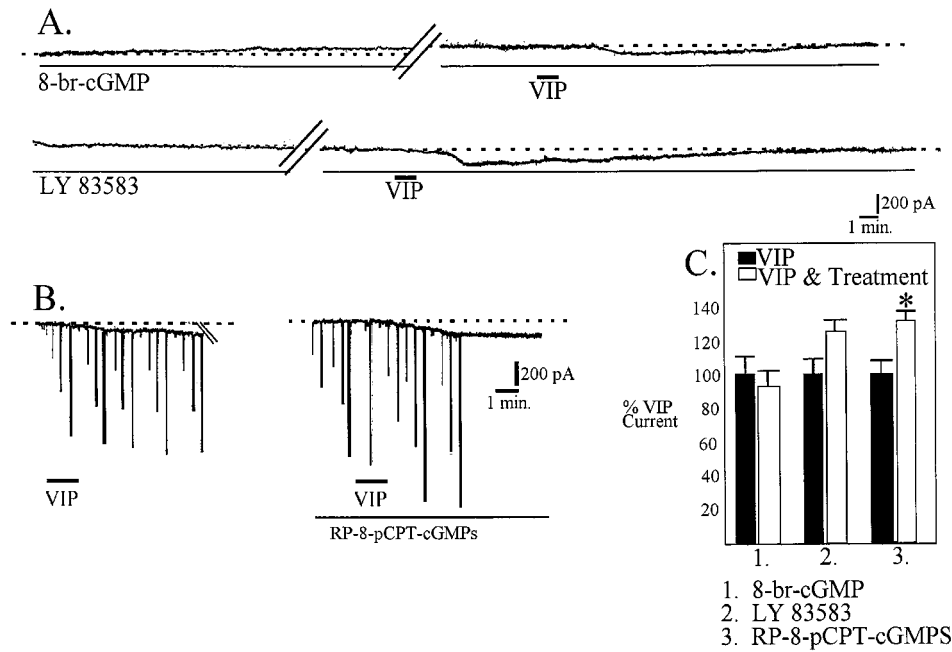 A.
8-br-cGMP
VIP
LY 83583
VIP
200 pA
1 min.
B.
VIP
VIP
RP-8-pCPT-cGMPs
200 pA
1 min.
C.
VIP
VIP & Treatment
*
140
120
100
80
60
40
20
% VIP
Current
1.
2.
3.
1. 8-br-cGMP
2. LY 83583
3. RP-8-pCPT-cGMPS